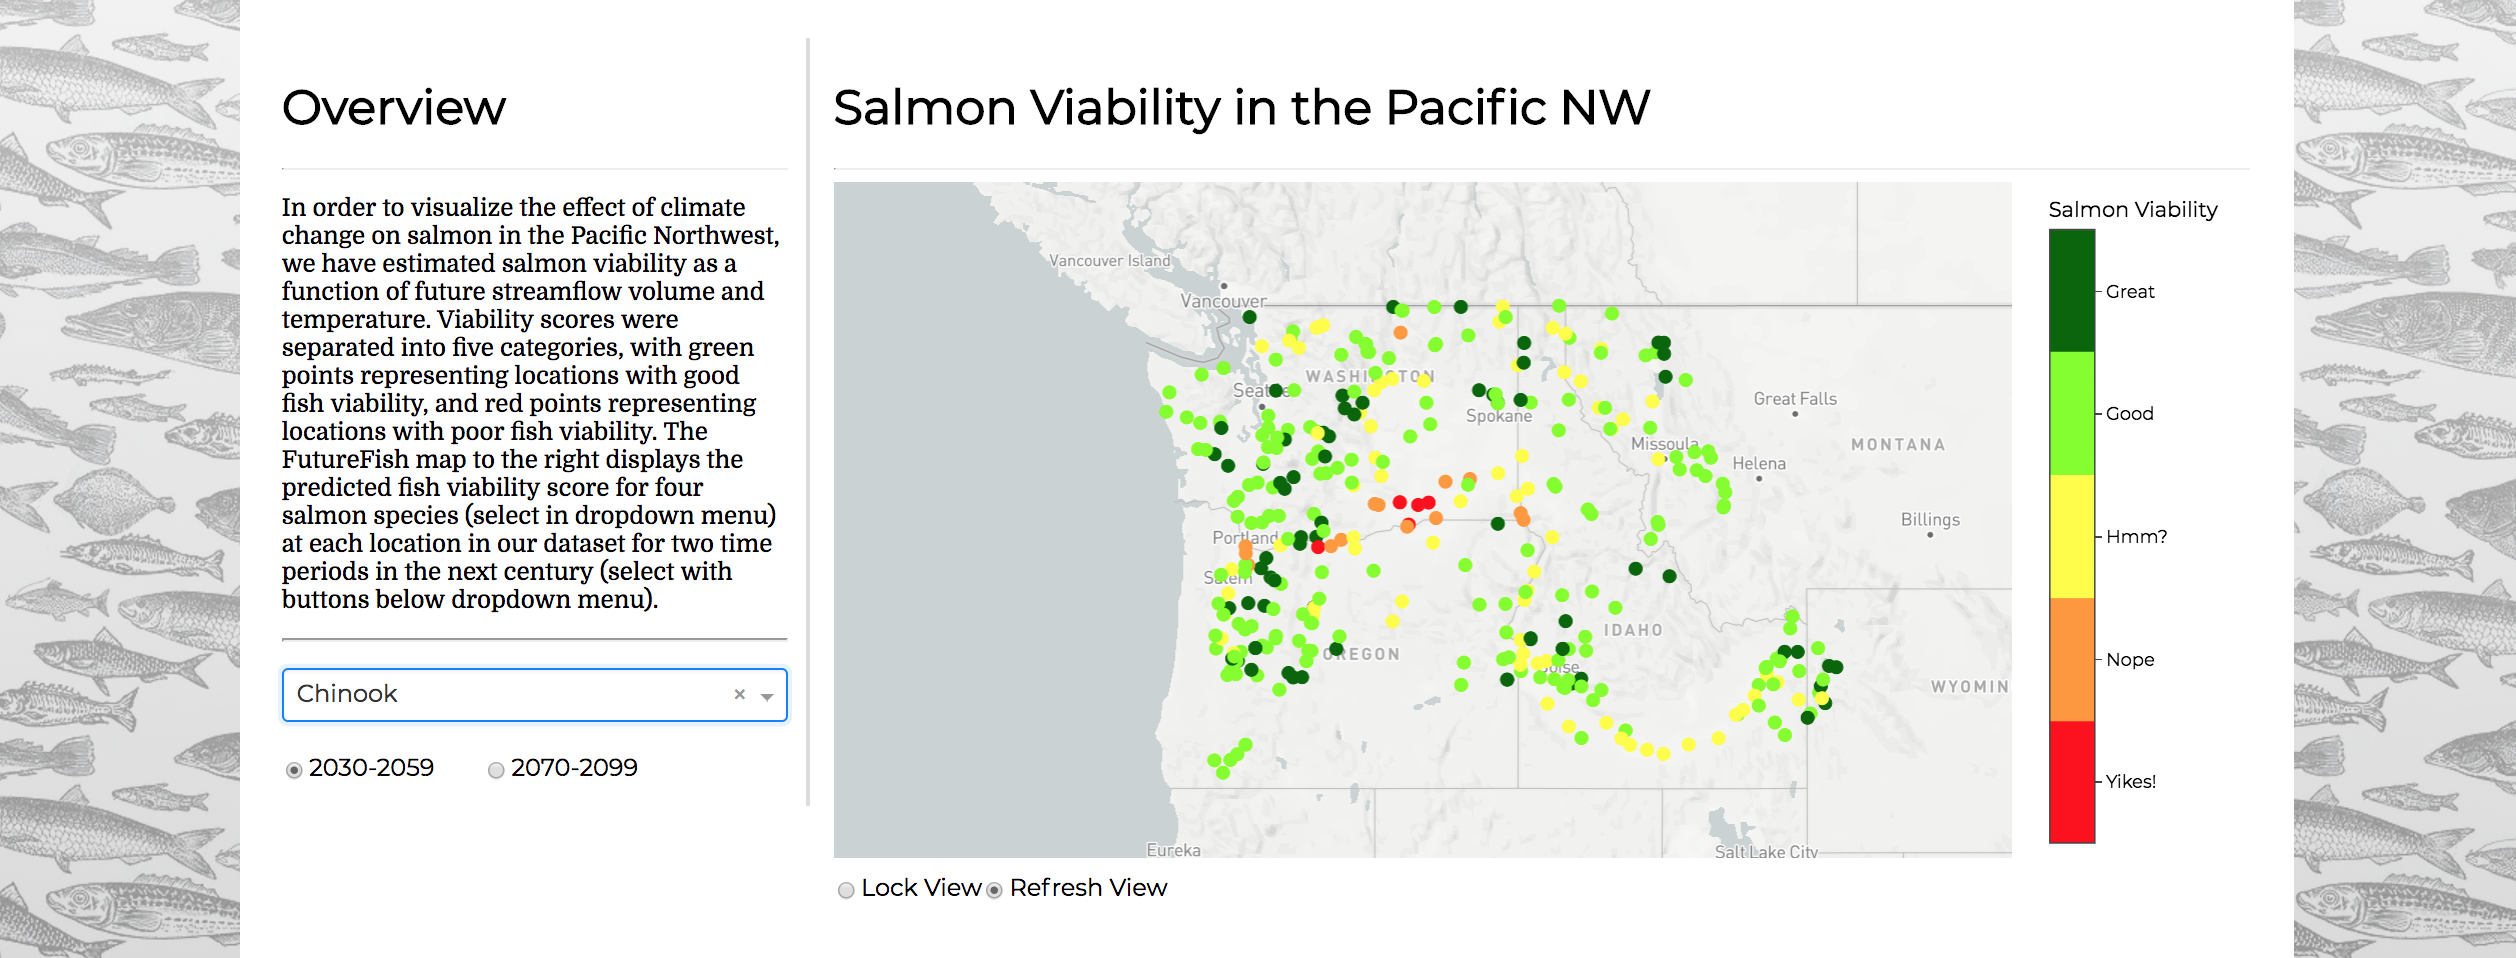 Overview
In order to visualize the effect of climate
change on salmon in the Pacific Northwest,
we have estimated salmon viability as a
function of future streamflow volume and
temperature. Viability scores were
separated into five categories, with green
points representing locations with good
fish viability, and red points representing
locations with poor fish viability. The
FutureFish map to the right displays the
predicted fish viability score for four
salmon species (select in dropdown menu)
at each location in our dataset for two time
periods in the next century (select with
buttons below dropdown menu).
Chinook ×
2030-2059 2070-2099
Salmon Viability in the Pacific NW
Vancouver Island
Vancouver
WASHINGTON
Seattle
Spokane
Great Falls
Missoula
Helena
MONTANA
Billings
Portland
Salem
IDAHO
OREGON
Boise
WYOMIN
Eureka
Salt Lake City
Lock View Refresh View
Salmon Viability
Great
Good
Hmm?
Nope
Yikes!